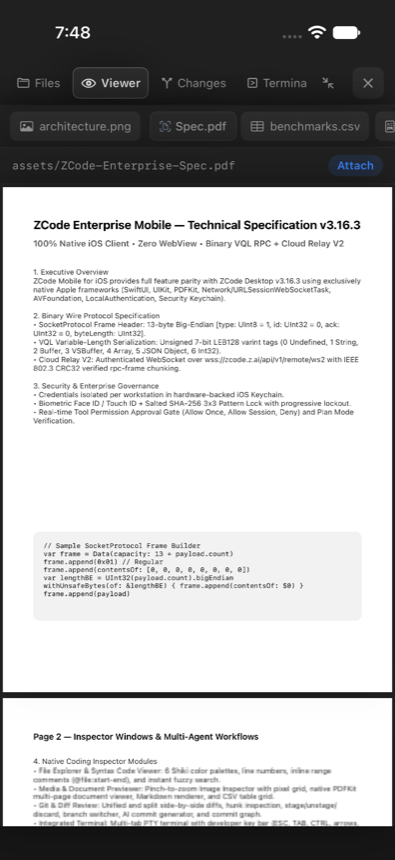 7:48
Files Viewer Changes Termina
architecture.png Spec.pdf benchmarks.csv
assets/ZCode-Enterprise-Spec.pdf Attach
ZCode Enterprise Mobile — Technical Specification v3.16.3
100% Native iOS Client • Zero WebView • Binary VQL RPC + Cloud Relay V2
1. Executive Overview
ZCode Mobile for iOS provides full feature parity with ZCode Desktop v3.16.3 using exclusively
native Apple frameworks (SwiftUI, UIKit, PDFKit, Network/URLSessionWebSocketTask,
AVFoundation, LocalAuthentication, Security Keychain).
2. Binary Wire Protocol Specification
• SocketProtocol Frame Header: 13-byte Big-Endian [type: UInt8 = 1, id: UInt32 = 0, ack:
UInt32 = 0, byteLength: UInt32].
• VQL Variable-Length Serialization: Unsigned 7-bit LEB128 varint tags (0 Undefined, 1 String,
2 Buffer, 3 VSBuffer, 4 Array, 5 JSON Object, 6 Int32).
• Cloud Relay V2: Authenticated WebSocket over wss://zcode.z.ai/api/v1/remote/ws2 with IEEE
802.3 CRC32 verified rpc-frame chunking.
3. Security & Enterprise Governance
• Credentials isolated per workstation in hardware-backed iOS Keychain.
• Biometric Face ID / Touch ID + Salted SHA-256 3x3 Pattern Lock with progressive lockout.
• Real-time Tool Permission Approval Gate (Allow Once, Allow Session, Deny) and Plan Mode
Verification.
// Sample SocketProtocol Frame Builder
var frame = Data(capacity: 13 + payload.count)
frame.append(0x01) // Regular
frame.append(contentsOf: [0, 0, 0, 0, 0, 0, 0, 0])
var lengthBE = UInt32(payload.count).bigEndian
withUnsafeBytes(of: &lengthBE) { frame.append(contentsOf: $0) }
frame.append(payload)
Page 2 — Inspector Windows & Multi-Agent Workflows
4. Native Coding Inspector Modules
• File Explorer & Syntax Code Viewer: 6 Shiki color palettes, line numbers, inline range
comments (@file:start-end), and instant fuzzy search.
• Media & Document Previewer: Pinch-to-zoom Image Inspector with pixel grid, native PDFKit
multi-page document viewer, Markdown renderer, and CSV table grid.
• Git & Diff Review: Unified and split side-by-side diffs, hunk inspection, stage/unstage/
discard, branch switcher, AI commit generator, and commit graph.
• Integrated Terminal: Multi-tab PTY terminal with developer key bar (ESC, TAB, CTRL, arrows,